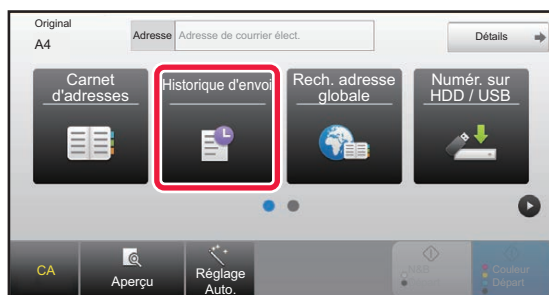 Original
A4
Adresse
Adresse de courrier élect.
Détails
Carnet
d'adresses
Historique d'envoi
Rech. adresse
globale
Numér. sur
HDD / USB
CA
Aperçu
Réglage
Auto.
N&B
Départ
Couleur
Départ